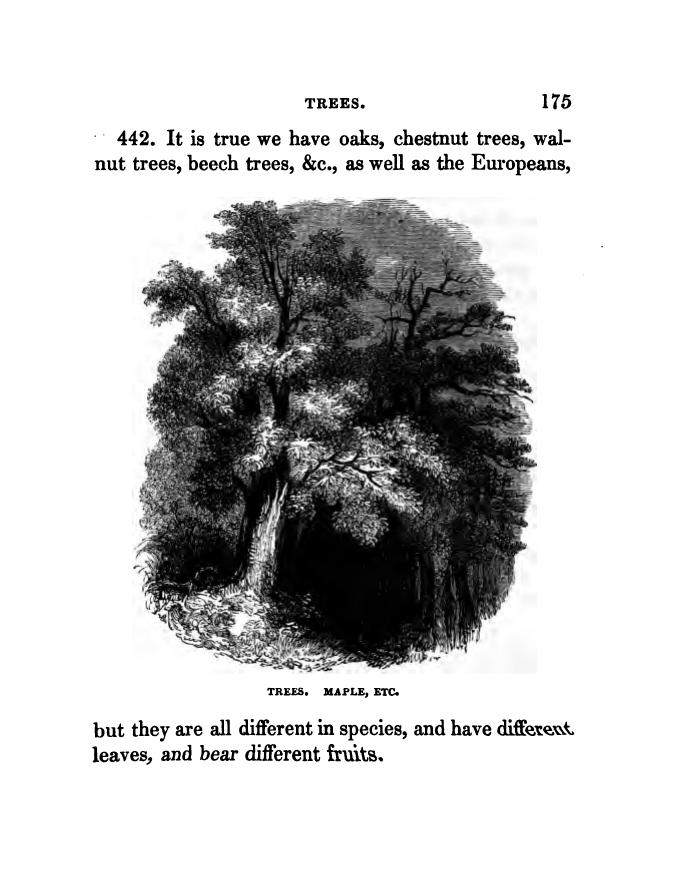 TREES. 175
442. It is true we have oaks, chestnut trees, wal-
nut trees, beech trees, &c., as well as the Europeans,
TREES. MAPLE, ETC.
but they are all different in species, and have different
leaves, and bear different fruits.